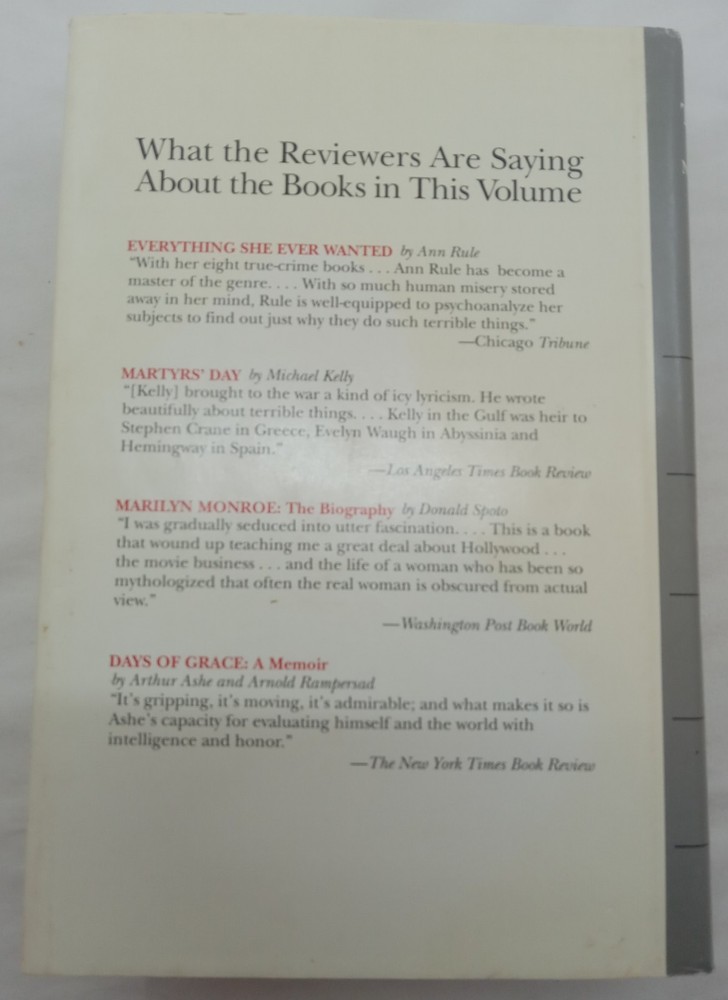 What the Reviewers Are Saying
About the Books in This Volume
EVERYTHING SHE EVER WANTED by Ann Rule
"With her eight true-crime books . . . Ann Rule has become a
master of the genre. . . . With so much human misery stored
away in her mind, Rule is well-equipped to psychoanalyze her
subjects to find out just why they do such terrible things."
—Chicago Tribune
MARTYRS' DAY by Michael Kelly
"[Kelly] brought to the war a kind of icy lyricism. He wrote
beautifully about terrible things. . . . Kelly in the Gulf was heir to
Stephen Crane in Greece, Evelyn Waugh in Abyssinia and
Hemingway in Spain."
—Los Angeles Times Book Review
MARILYN MONROE: The Biography by Donald Spoto
"I was gradually seduced into utter fascination. . . . This is a book
that wound up teaching me a great deal about Hollywood . . .
the movie business . . . and the life of a woman who has been so
mythologized that often the real woman is obscured from actual
view."
—Washington Post Book World
DAYS OF GRACE: A Memoir
by Arthur Ashe and Arnold Rampersad
"It's gripping, it's moving, it's admirable; and what makes it so is
Ashe's capacity for evaluating himself and the world with
intelligence and honor."
—The New York Times Book Review